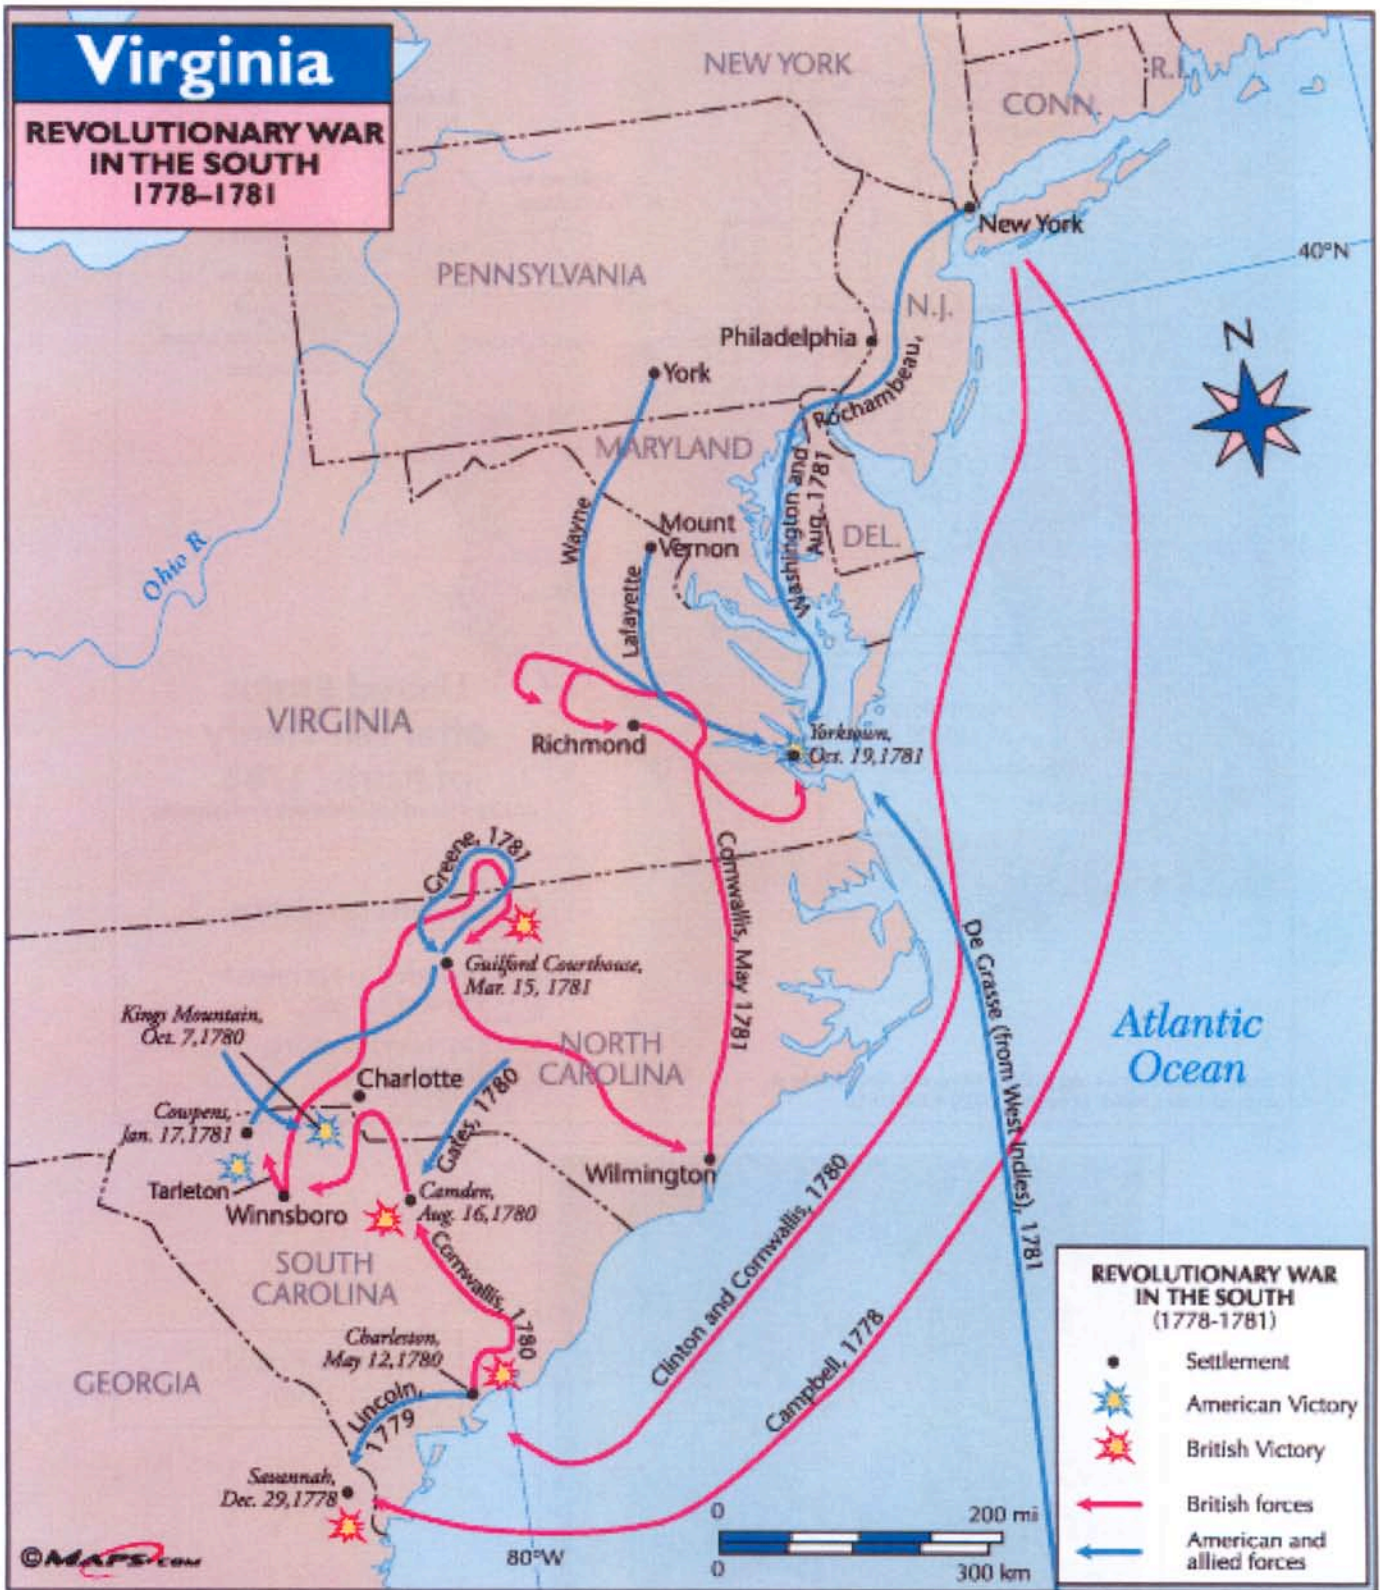 Virginia
REVOLUTIONARY WAR
IN THE SOUTH
1778–1781
NEW YORK
CONN.
R.I.
New York
40°N
PENNSYLVANIA
N.J.
Philadelphia
York
N
Rochambeau,
MARYLAND
Washington and
Aug. 1781
Wayne
Mount
Vernon
DEL.
Ohio R
Lafayette
VIRGINIA
Richmond
Yorktown,
Oct. 19,1781
Greene, 1781
Cornwallis, May 1781
De Grasse (from West Indies), 1781
Guilford Courthouse,
Mar. 15, 1781
Kings Mountain,
Oct. 7,1780
NORTH
CAROLINA
Atlantic
Ocean
Charlotte
Gates, 1780
Cowpens,
Jan. 17,1781
Wilmington
Tarleton
Winnsboro
Camden,
Aug. 16,1780
SOUTH
CAROLINA
Cornwallis, 1780
Clinton and Cornwallis, 1780
Campbell, 1778
Charleston,
May 12,1780
GEORGIA
Lincoln,
1779
Savannah,
Dec. 29,1778
REVOLUTIONARY WAR
IN THE SOUTH
(1778-1781)
Settlement
American Victory
British Victory
British forces
American and
allied forces
0
200 mi
0
300 km
80°W
©MAPS.COM